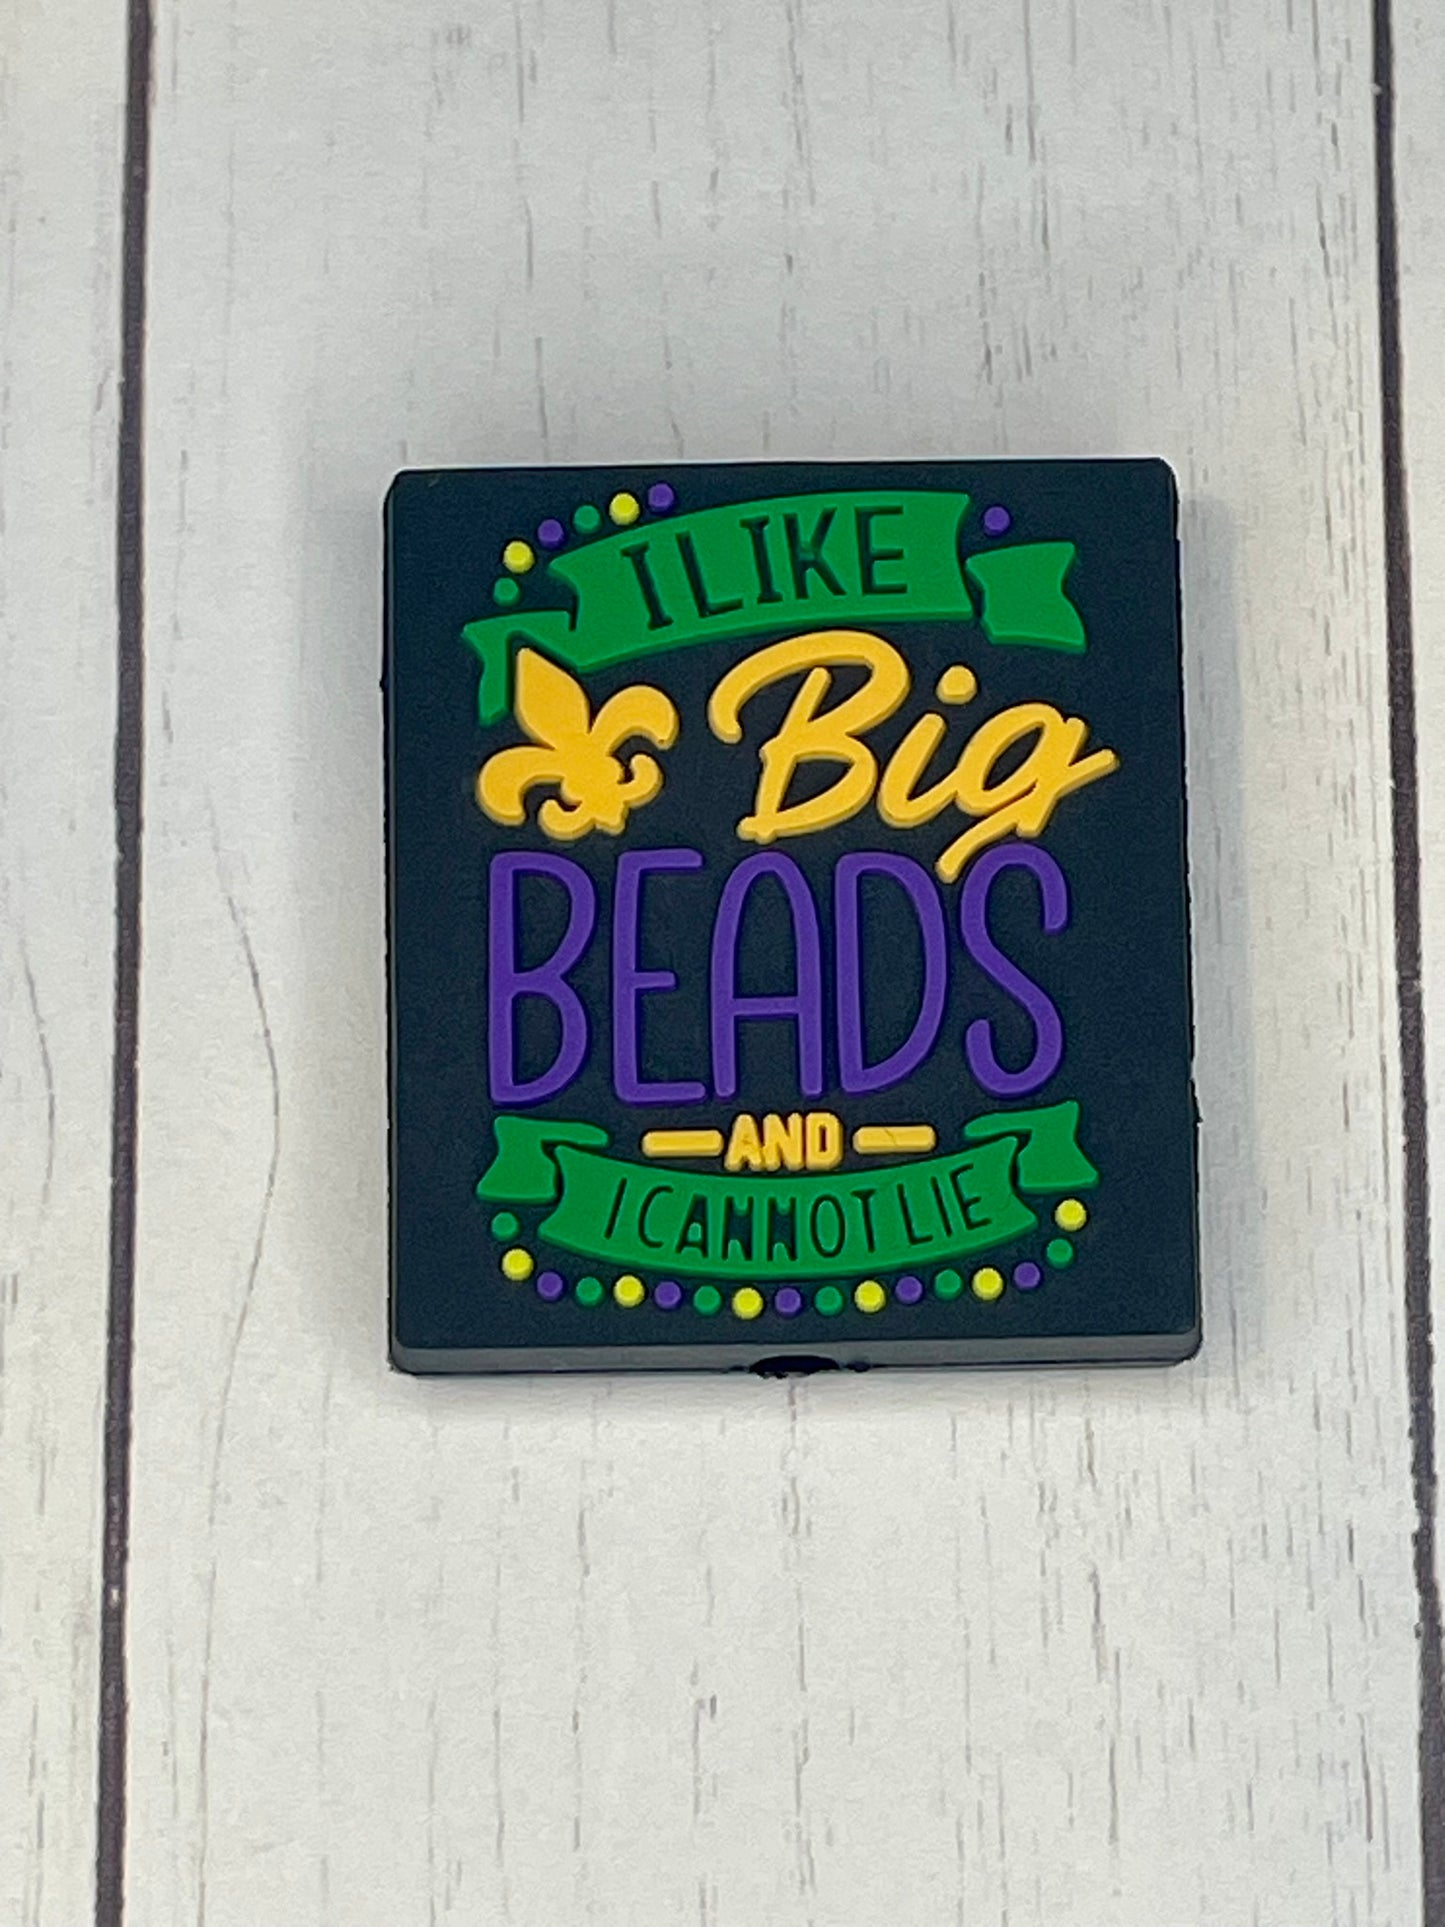 I LIKE
Big
BEADS
AND
I CANNOT LIE